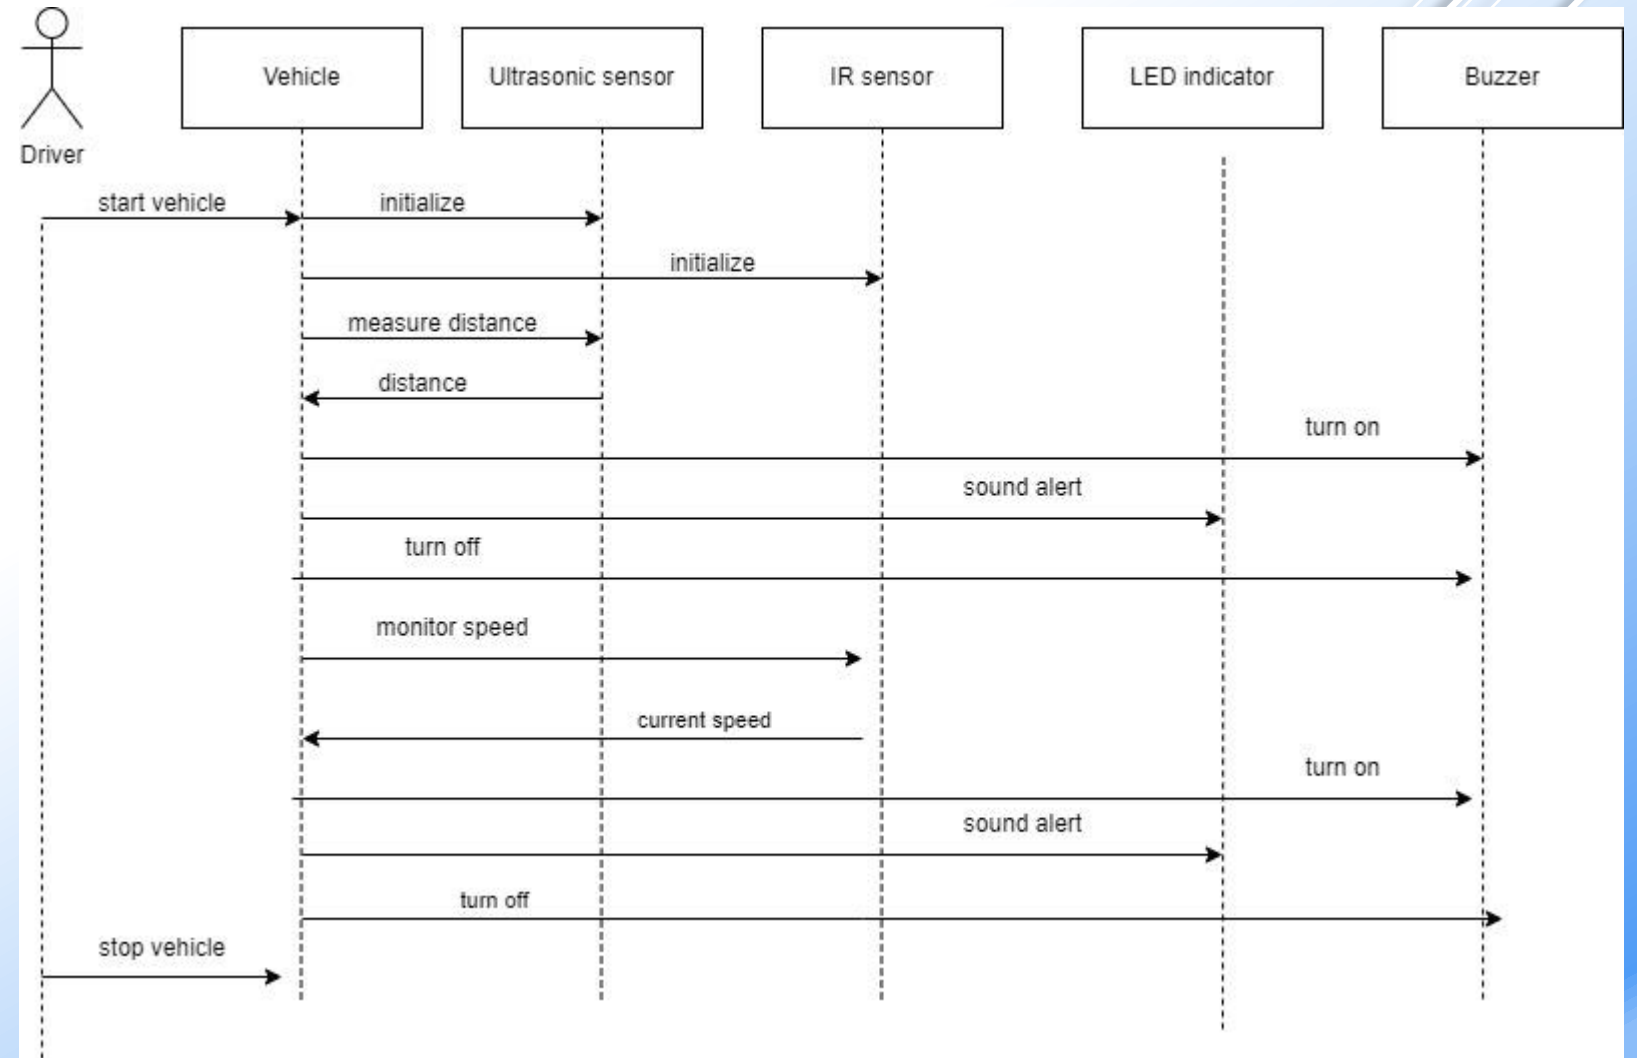 Vehicle
Ultrasonic sensor
IR sensor
LED indicator
Buzzer
Driver
start vehicle
initialize
initialize
measure distance
distance
turn on
sound alert
turn off
monitor speed
current speed
turn on
sound alert
turn off
stop vehicle